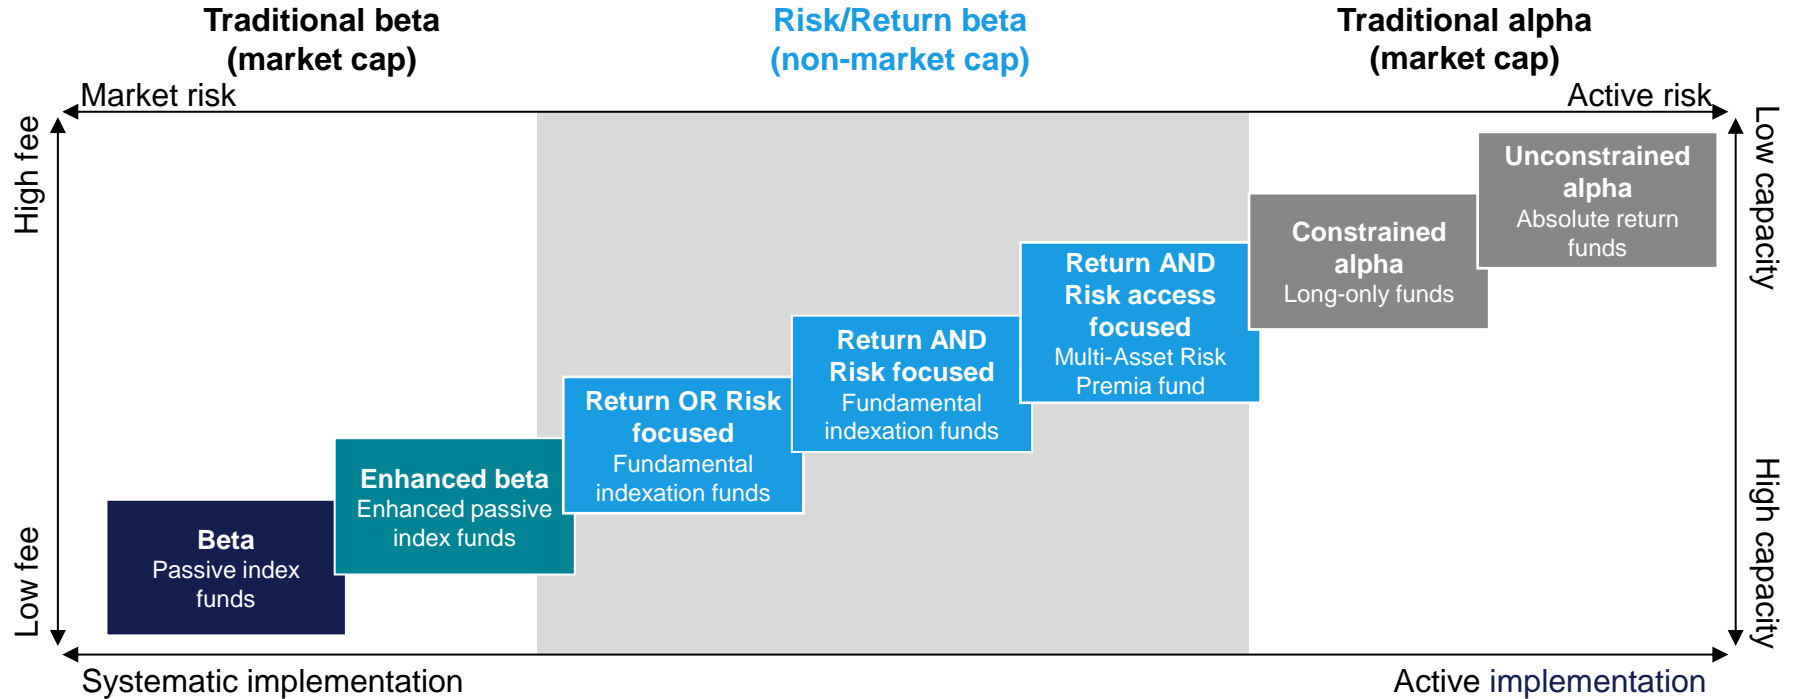 Traditional beta
(market cap)
Risk/Return beta
(non-market cap)
Traditional alpha
(market cap)
Market risk
Active risk
High fee
Low fee
Low capacity
High capacity
Unconstrained
alpha
Absolute return
funds
Constrained
alpha
Long-only funds
Return AND
Risk access
focused
Multi-Asset Risk
Premia fund
Return AND
Risk focused
Fundamental
indexation funds
Return OR Risk
focused
Fundamental
indexation funds
Enhanced beta
Enhanced passive
index funds
Beta
Passive index
funds
Systematic implementation
Active implementation